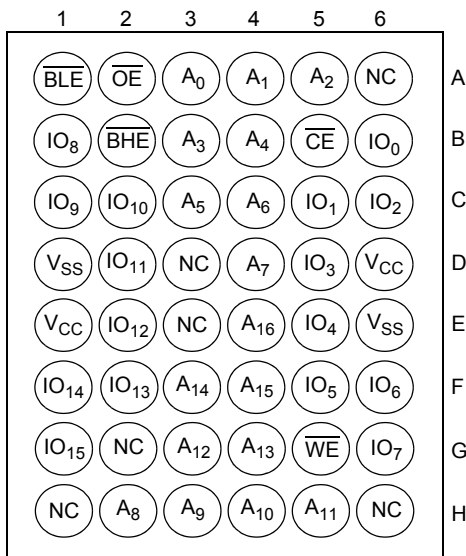 1 2 3 4 5 6
BLE OE A0 A1 A2 NC A
IO8 BHE A3 A4 CE IO0 B
IO9 IO10 A5 A6 IO1 IO2 C
VSS IO11 NC A7 IO3 VCC D
VCC IO12 NC A16 IO4 VSS E
IO14 IO13 A14 A15 IO5 IO6 F
IO15 NC A12 A13 WE IO7 G
NC A8 A9 A10 A11 NC H